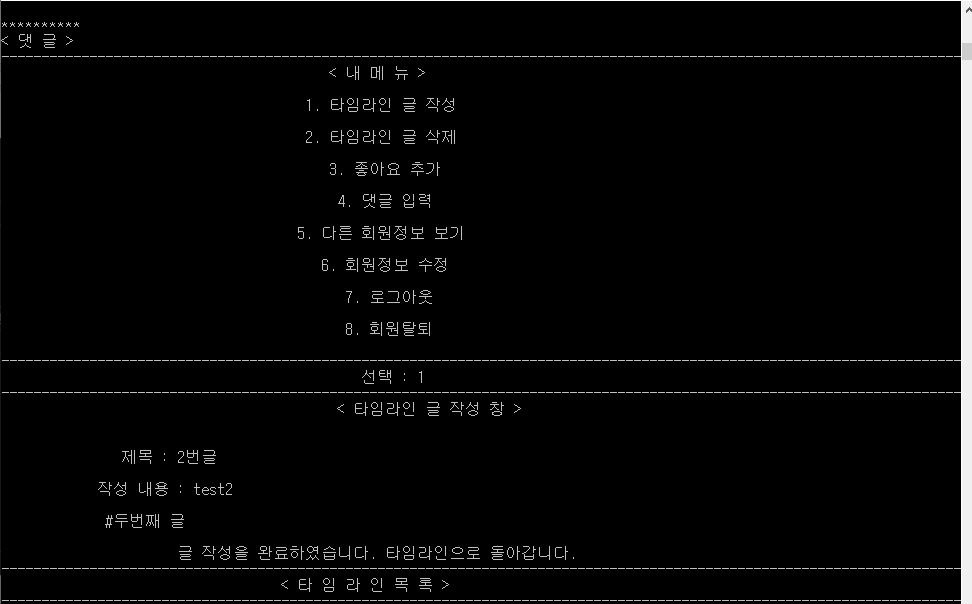 **********
< 댓 글 >
< 내 메 뉴 >
1. 타임라인 글 작성
2. 타임라인 글 삭제
3. 좋아요 추가
4. 댓글 입력
5. 다른 회원정보 보기
6. 회원정보 수정
7. 로그아웃
8. 회원탈퇴
선택 : 1
< 타임라인 글 작성 창 >
제목 : 2번글
작성 내용 : test2
#두번째 글
글 작성을 완료하였습니다. 타임라인으로 돌아갑니다.
< 타 임 라 인 목 록 >